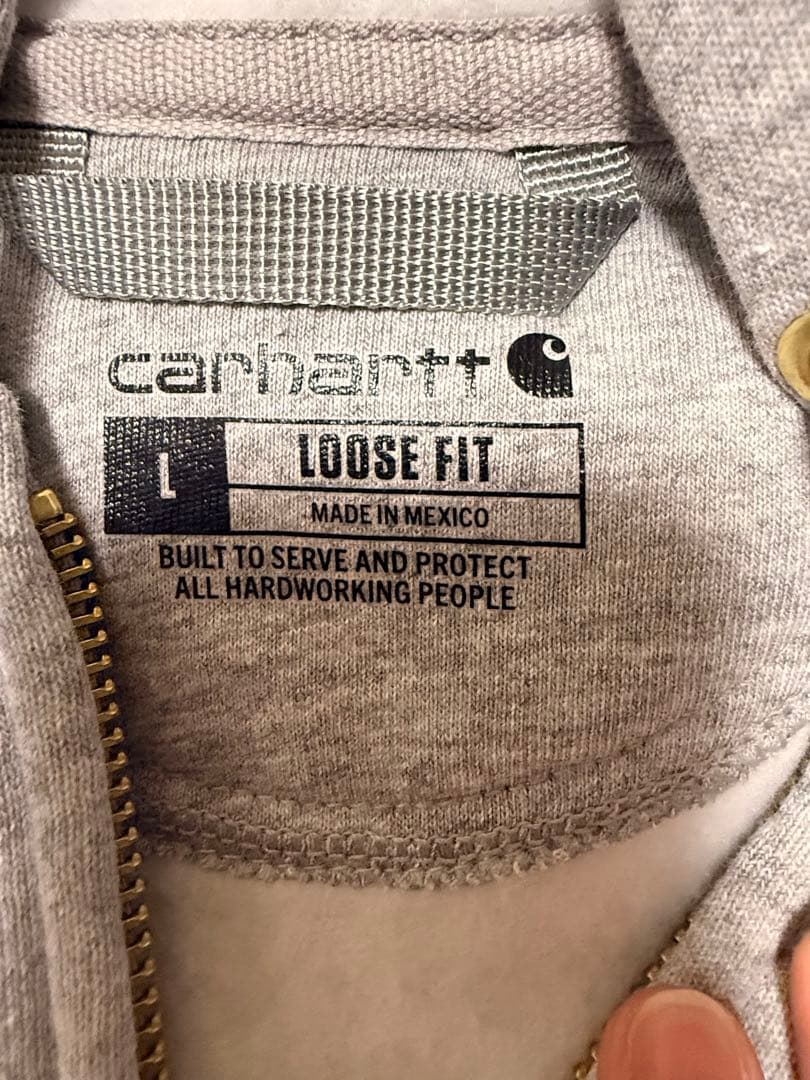 carhartt
L
LOOSE FIT
MADE IN MEXICO
BUILT TO SERVE AND PROTECT
ALL HARDWORKING PEOPLE